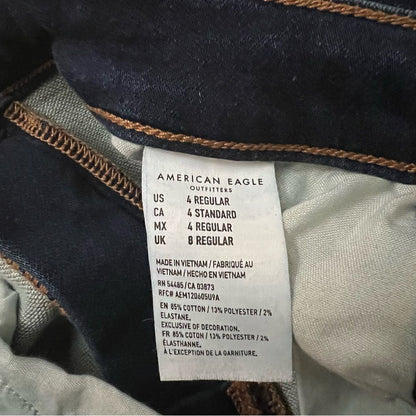 AMERICAN EAGLE
OUTFITTERS
US 4 REGULAR
CA 4 STANDARD
MX 4 REGULAR
UK 8 REGULAR
MADE IN VIETNAM / FABRIQUÉ AU
VIETNAM / HECHO EN VIETNAM
RN 54485 / CA 03873
RFC# AEM120605U9A
EN 85% COTTON / 13% POLYESTER / 2%
ELASTANE.
EXCLUSIVE OF DECORATION.
FR 85% COTON / 13% POLYESTER / 2%
ÉLASTHANNE.
À L'EXCEPTION DE LA GARNITURE.